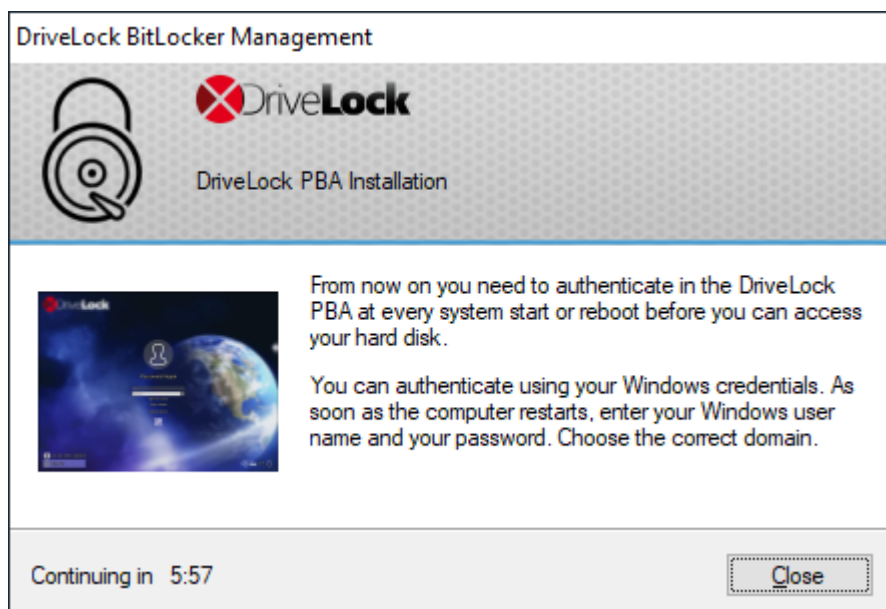 DriveLock BitLocker Management
DriveLock
DriveLock PBA Installation
From now on you need to authenticate in the DriveLock
PBA at every system start or reboot before you can access
your hard disk.
You can authenticate using your Windows credentials. As
soon as the computer restarts, enter your Windows user
name and your password. Choose the correct domain.
DriveLock
Continuing in 5:57
Close